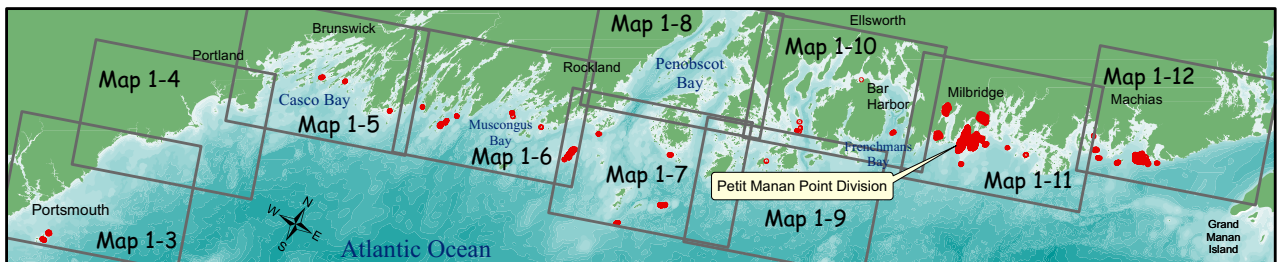 Map 1-8
Ellsworth
Brunswick
Map 1-10
Portland
Map 1-4
Rockland
Penobscot
Bay
Map 1-12
Bar
Harbor
Milbridge
Machias
Casco Bay
Map 1-5
Muscongus
Bay
Map 1-6
Frenchmans
Bay
Map 1-7
Petit Manan Point Division
Map 1-11
Portsmouth
Map 1-3
N
W
E
S
Map 1-9
Atlantic Ocean
Grand
Manan
Island